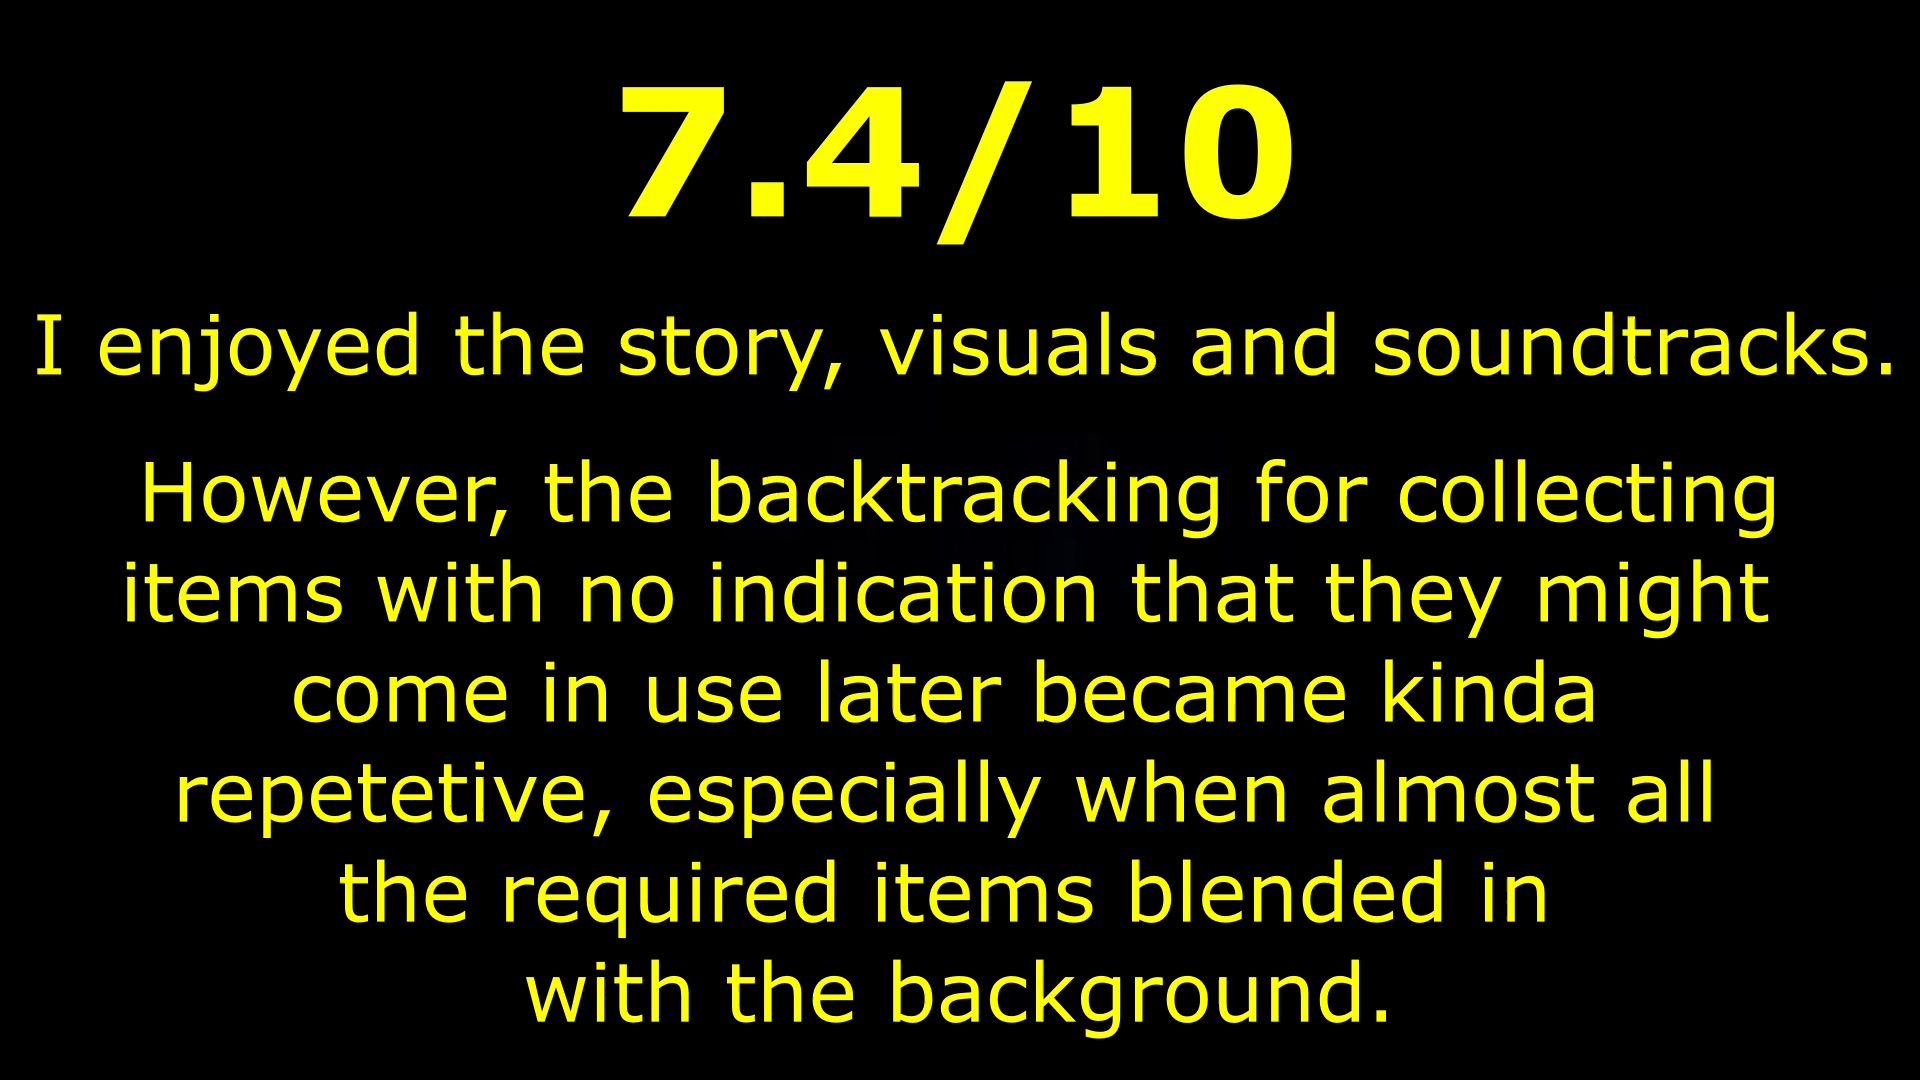 7.4/10
I enjoyed the story, visuals and soundtracks.
However, the backtracking for collecting
items with no indication that they might
come in use later became kinda
repetetive, especially when almost all
the required items blended in
with the background.